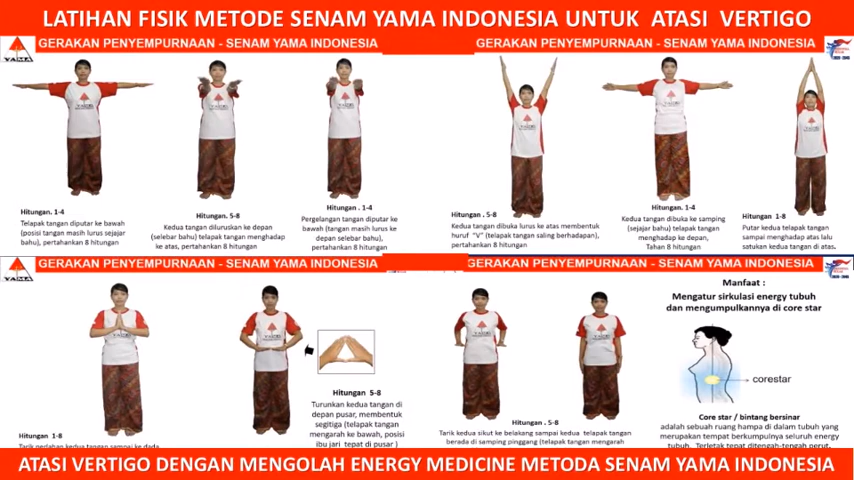 LATIHAN FISIK METODE SENAM YAMA INDONESIA UNTUK ATASI VERTIGO
GERAKAN PENYEMPURNAAN - SENAM YAMA INDONESIA
GERAKAN PENYEMPURNAAN - SENAM YAMA INDONESIA
YAMA
Hitungan. 1-4
Telapak tangan diputar ke bawah
(posisi tangan masih lurus sejajar
bahu), pertahankan 8 hitungan
Hitungan. 5-8
Kedua tangan diluruskan ke depan
(selebar bahu) telapak tangan menghadap
ke atas, pertahankan 8 hitungan
Hitungan . 1-4
Pergelangan tangan diputar ke
bawah (tangan masih lurus ke
depan selebar bahu),
pertahankan 8 hitungan
Hitungan . 5-8
Kedua tangan dibuka lurus ke atas membentuk
huruf "V" (telapak tangan saling berhadapan),
pertahankan 8 hitungan
Hitungan. 1-4
Kedua tangan dibuka ke samping
(sejajar bahu) telapak tangan
menghadap ke depan,
Tahan 8 hitungan
Hitungan 1-8
Putar kedua telapak tangan
sampai menghadap atas lalu
satukan kedua tangan di atas.
GERAKAN PENYEMPURNAAN - SENAM YAMA INDONESIA
GERAKAN PENYEMPURNAAN - SENAM YAMA INDONESIA
YAMA
Hitungan 1-8
Tarik perlahan kedua tangan sampai ke dada
Hitungan 5-8
Turunkan kedua tangan di
depan pusar, membentuk
segitiga (telapak tangan
mengarah ke bawah, posisi
ibu jari tepat di pusar )
Hitungan . 5-8
Tarik kedua sikut ke belakang sampai kedua telapak tangan
berada di samping pinggang (telapak tangan mengarah
Manfaat :
Mengatur sirkulasi energy tubuh
dan mengumpulkannya di core star
corestar
Core star / bintang bersinar
adalah sebuah ruang hampa di dalam tubuh yang
merupakan tempat berkumpulnya seluruh energy
tubuh. Terletak tepat ditengah-tengah perut.
ATASI VERTIGO DENGAN MENGOLAH ENERGY MEDICINE METODA SENAM YAMA INDONESIA